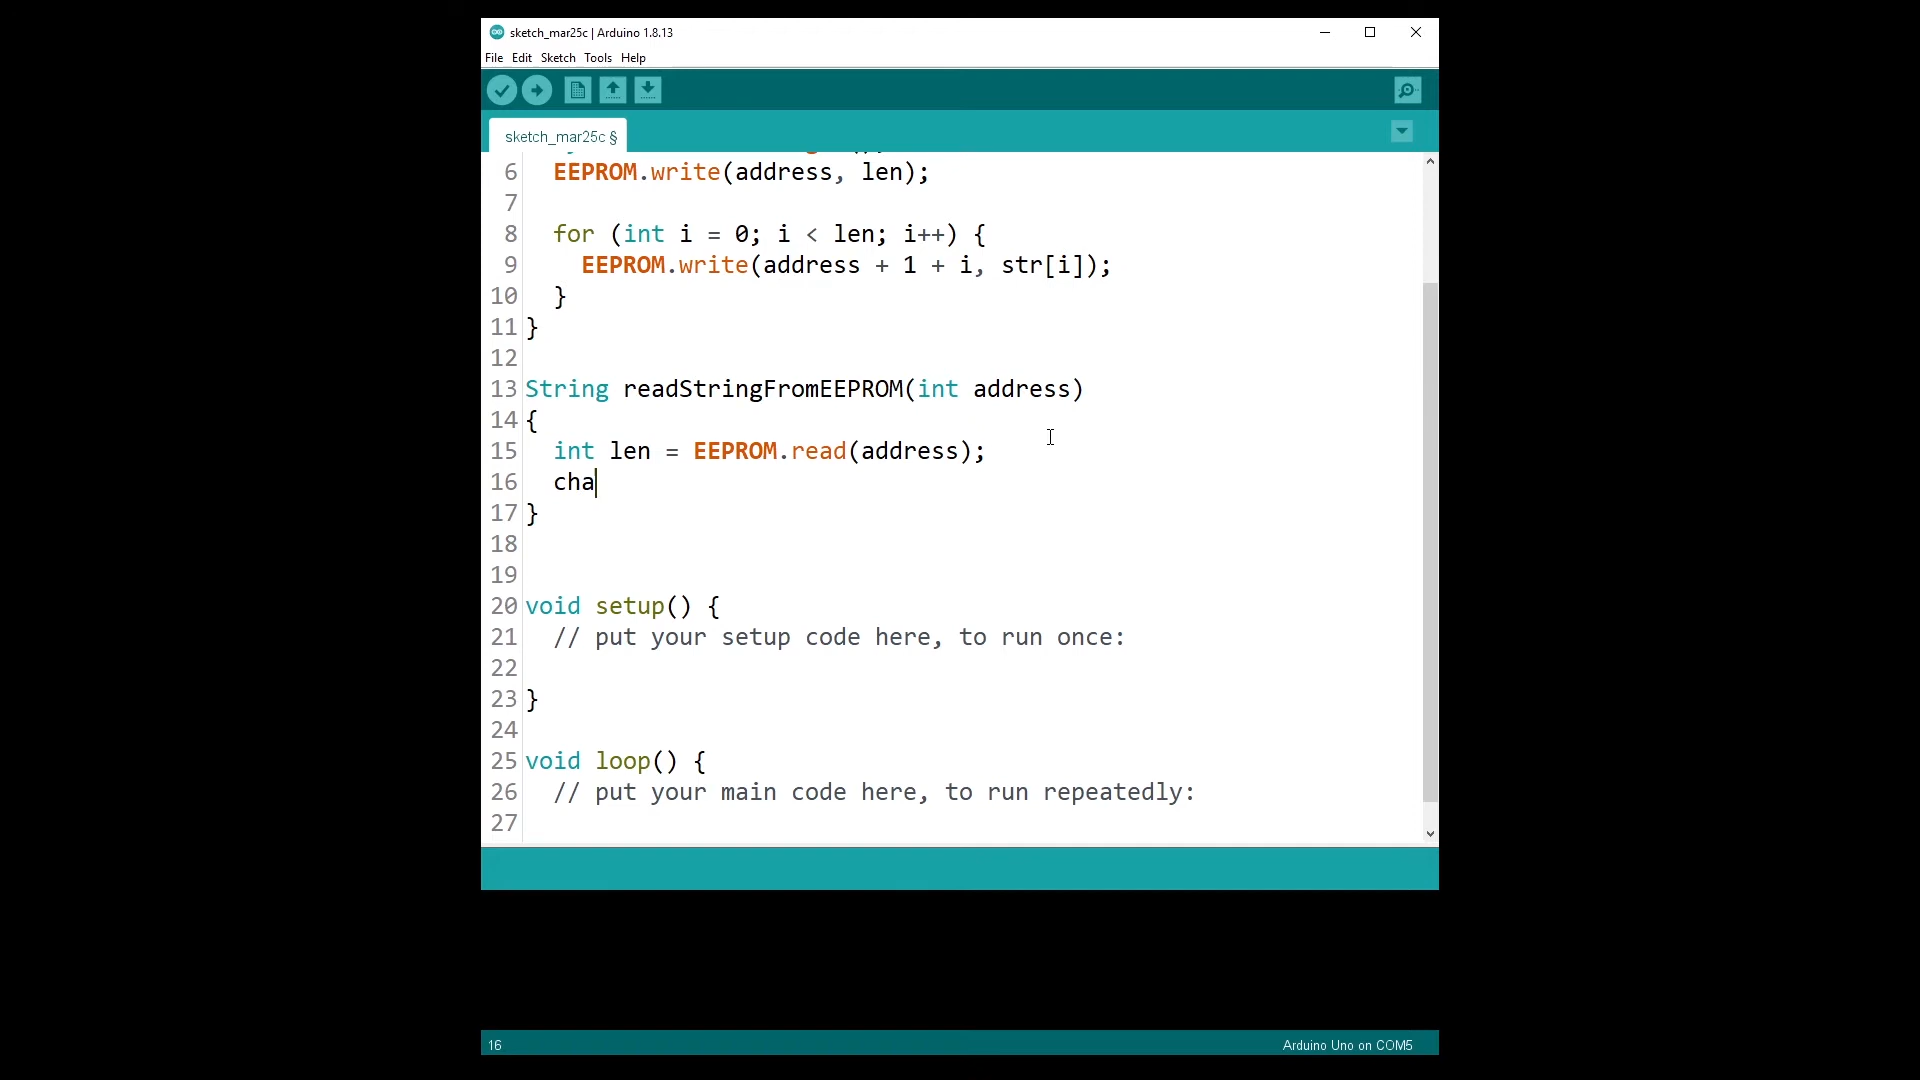 sketch_mar25c | Arduino 1.8.13
File Edit Sketch Tools Help
sketch_mar25c §
6 EEPROM.write(address, len);
7
8 for (int i = 0; i < len; i++) {
9 EEPROM.write(address + 1 + i, str[i]);
10 }
11 }
12
13 String readStringFromEEPROM(int address)
14 {
15 int len = EEPROM.read(address);
16 cha
17 }
18
19
20 void setup() {
21 // put your setup code here, to run once:
22
23 }
24
25 void loop() {
26 // put your main code here, to run repeatedly:
27
16 Arduino Uno on COM5